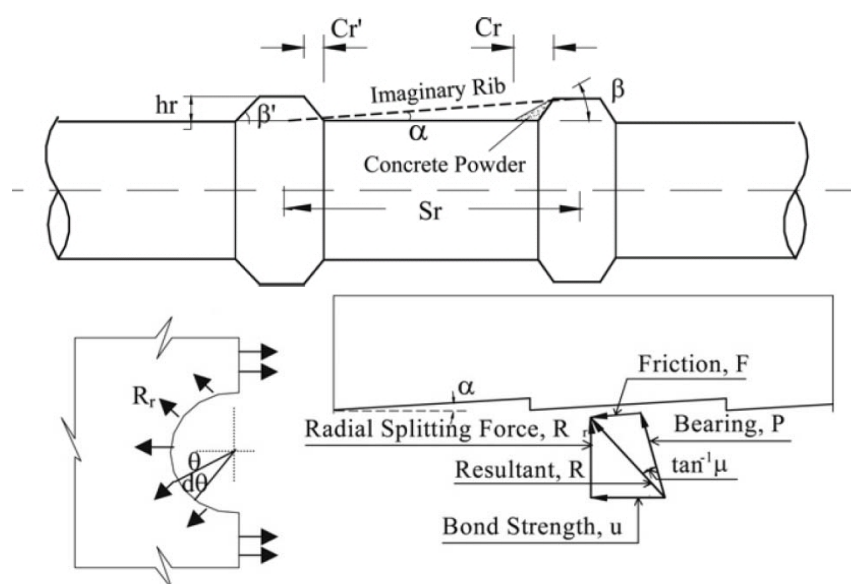 Cr'
Cr
hr
β'
Imaginary Rib
β
α
Concrete Powder
Sr
α
Friction, F
Rr
Radial Splitting Force, R r
Bearing, P
θ
dθ
Resultant, R
tan⁻¹μ
Bond Strength, u